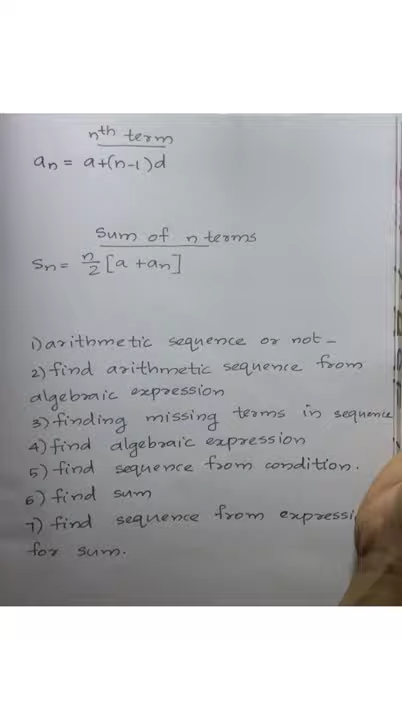 nth term
an = a+(n-1)d
Sum of n terms
Sn = n/2 [a +an]
1) arithmetic sequence or not -
2) find arithmetic sequence from
algebraic expression
3) finding missing terms in sequence
4) find algebraic expression
5) find sequence from condition.
6) find sum
7) find sequence from expressi
for sum.